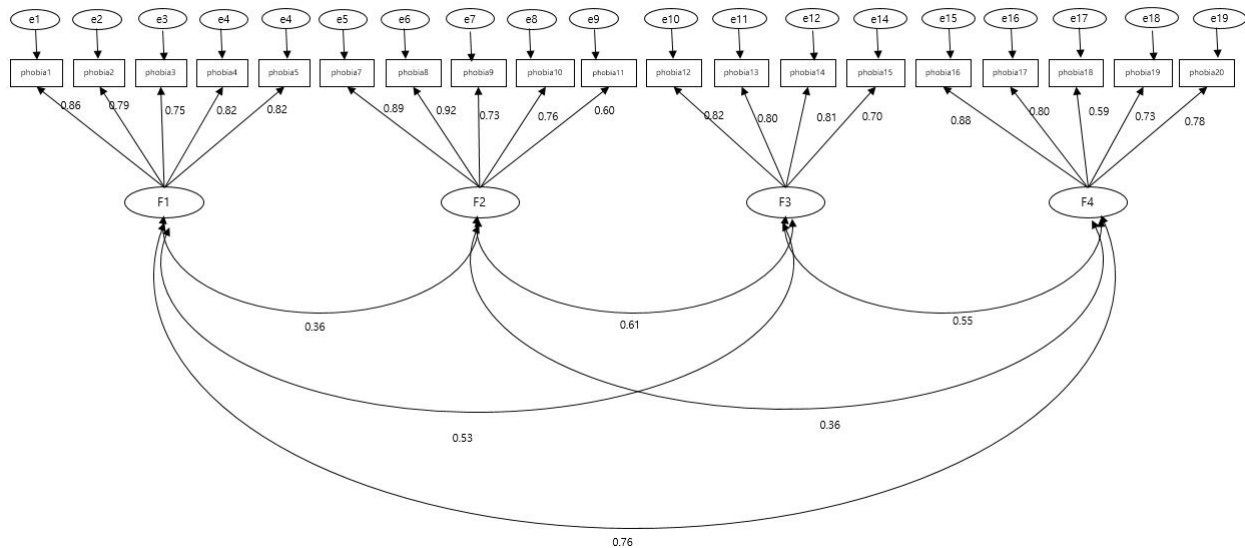 e1 e2 e3 e4 e4 e5 e6 e7 e8 e9 e10 e11 e12 e14 e15 e16 e17 e18 e19
phobia1 phobia2 phobia3 phobia4 phobia5 phobia7 phobia8 phobia9 phobia10 phobia11 phobia12 phobia13 phobia14 phobia15 phobia16 phobia17 phobia18 phobia19 phobia20
0.86 0.79 0.75 0.82 0.82 0.89 0.92 0.73 0.76 0.60 0.82 0.80 0.81 0.70 0.88 0.80 0.59 0.73 0.78
F1 F2 F3 F4
0.36 0.61 0.55
0.53 0.36
0.76